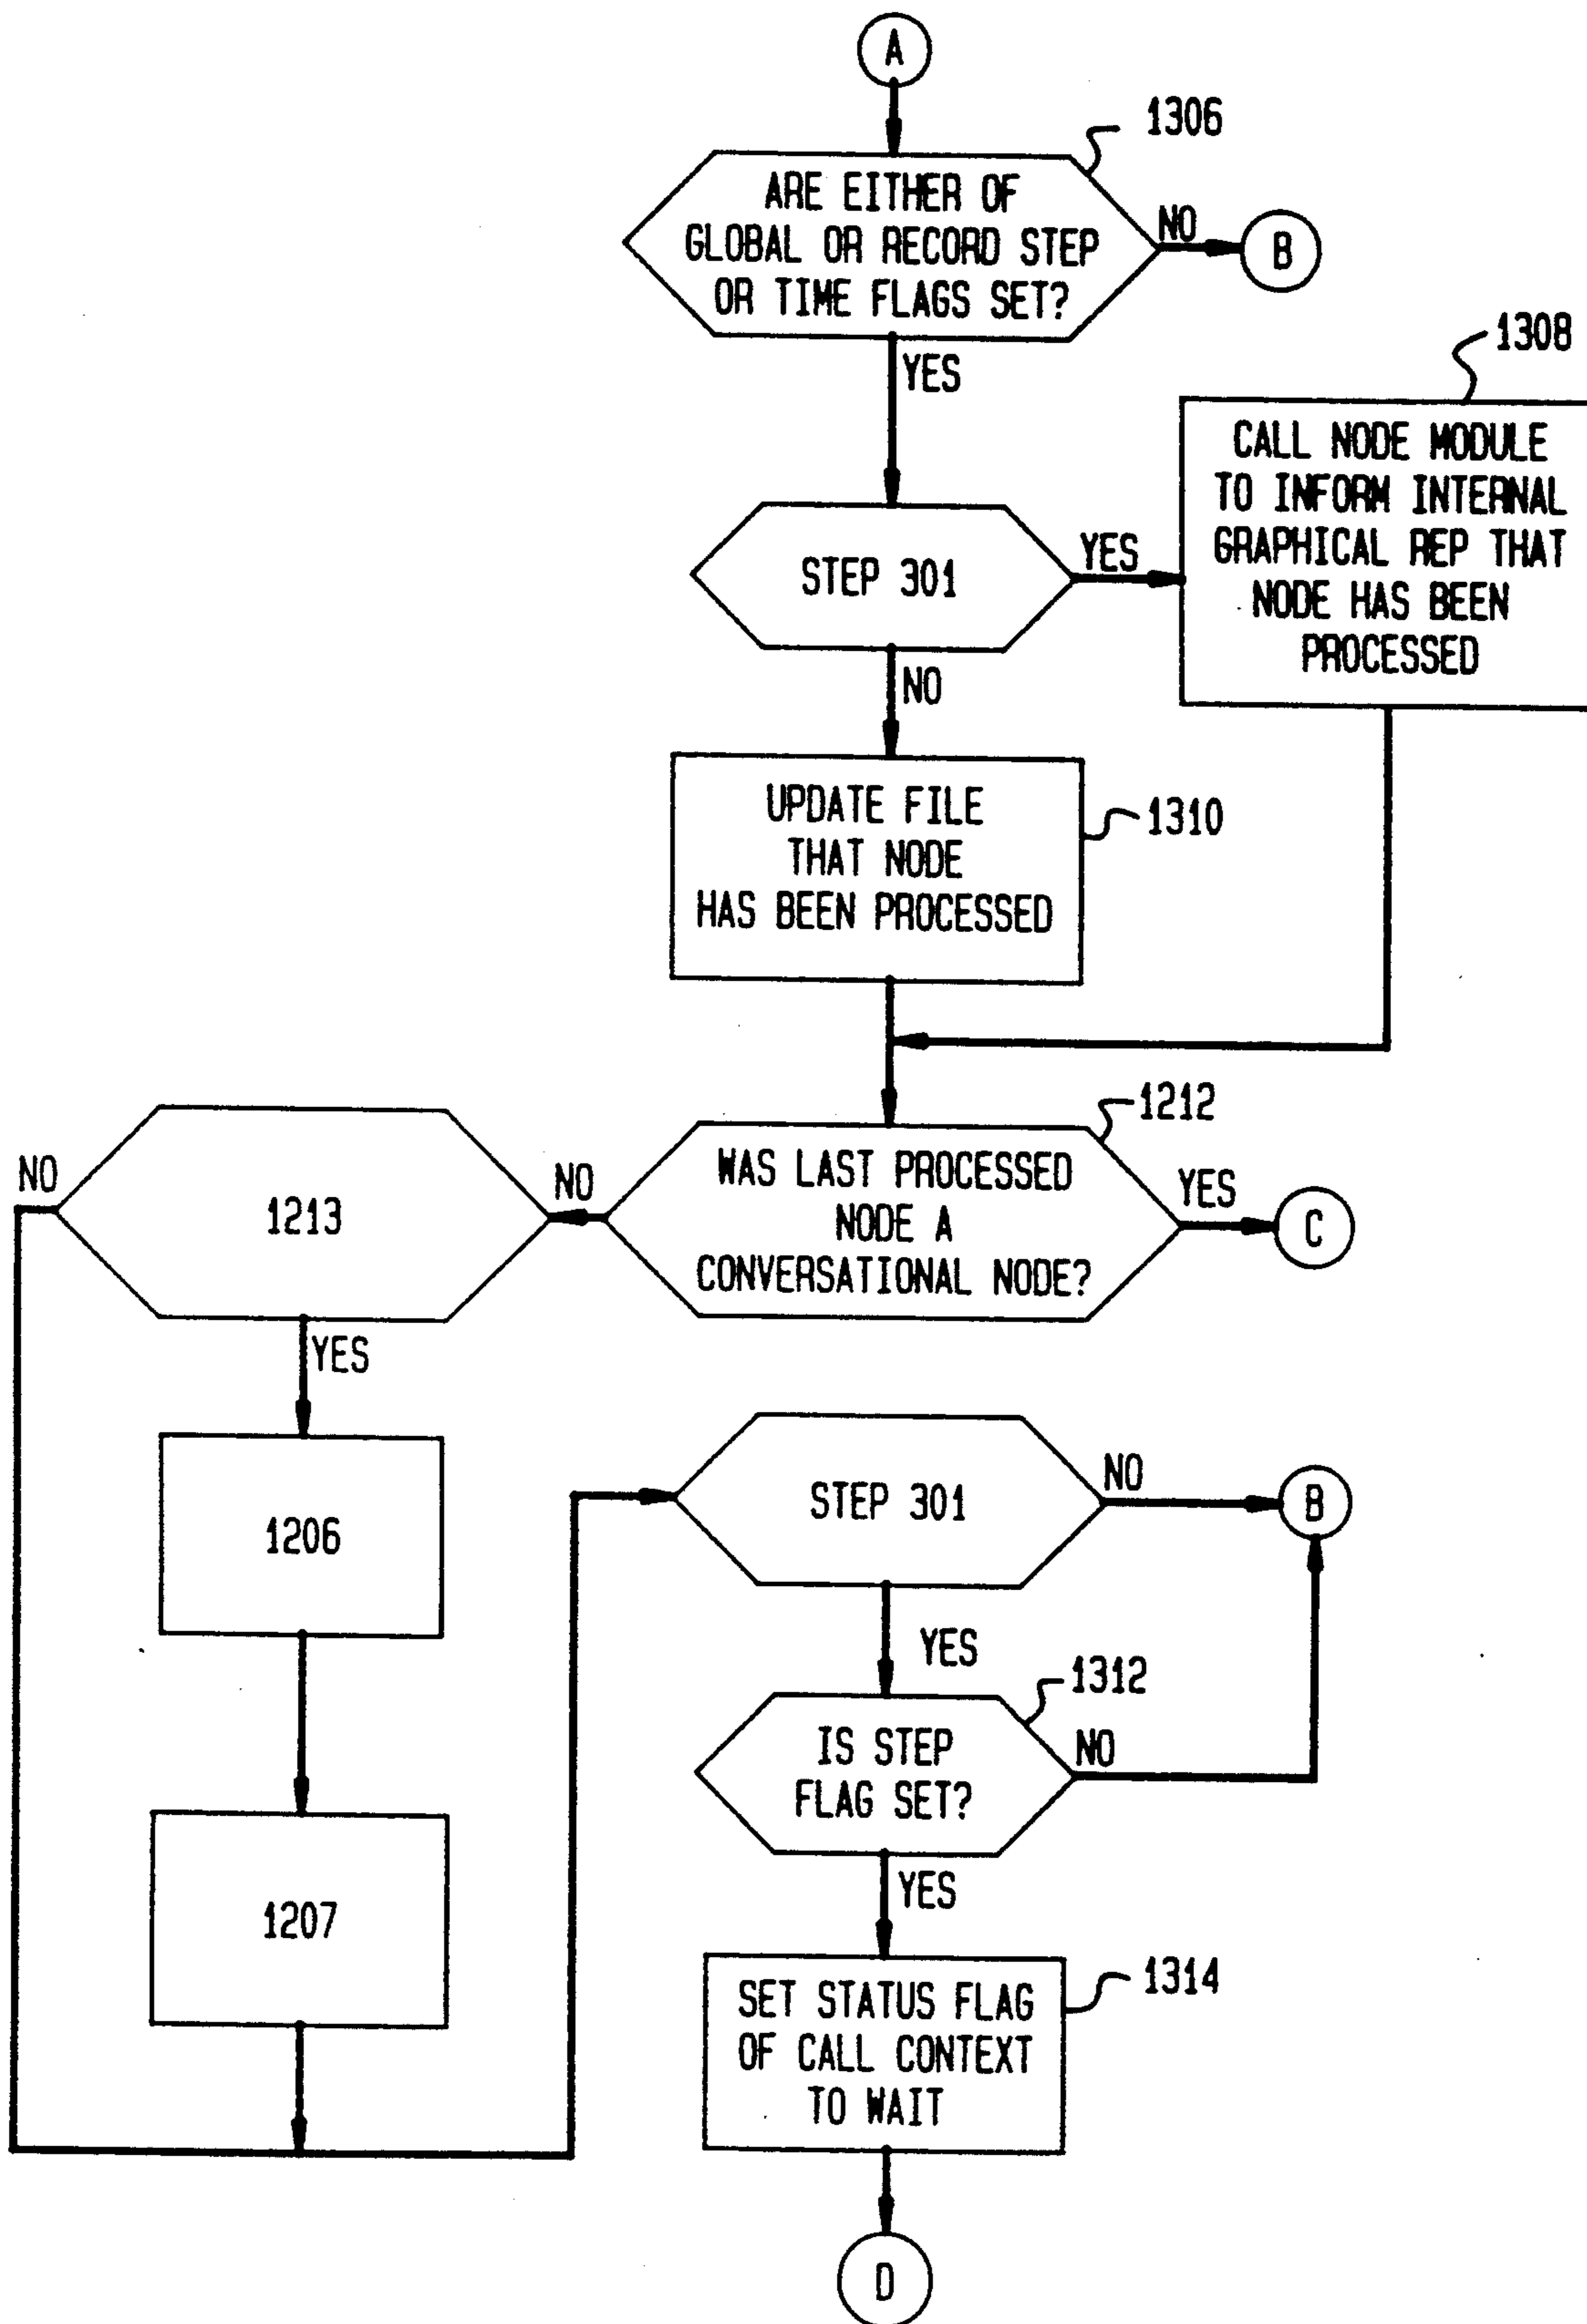 A
1306
ARE EITHER OF
GLOBAL OR RECORD STEP
OR TIME FLAGS SET?
NO
B
YES
1308
CALL NODE MODULE
TO INFORM INTERNAL
GRAPHICAL REP THAT
NODE HAS BEEN
PROCESSED
STEP 301
YES
NO
UPDATE FILE
THAT NODE
HAS BEEN PROCESSED
1310
1212
WAS LAST PROCESSED
NODE A
CONVERSATIONAL NODE?
YES
C
NO
1213
NO
YES
1206
1207
STEP 301
NO
B
YES
1312
IS STEP
FLAG SET?
NO
YES
1314
SET STATUS FLAG
OF CALL CONTEXT
TO WAIT
D